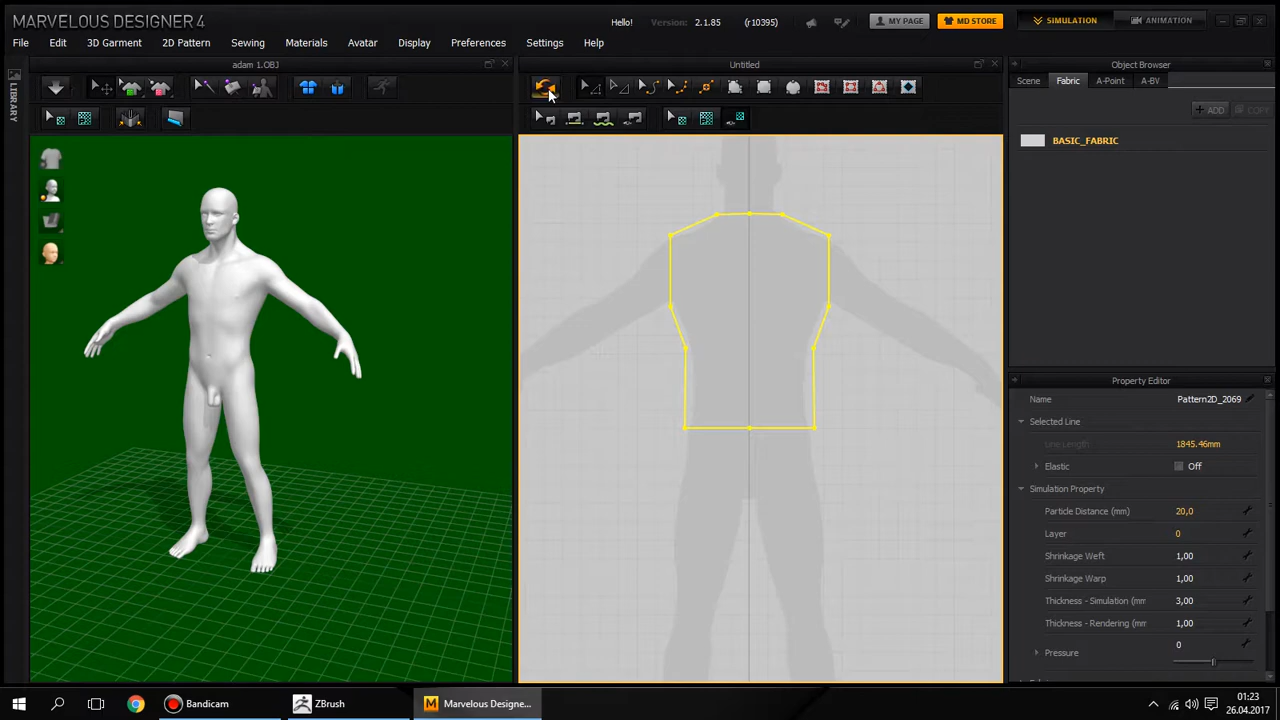 MARVELOUS DESIGNER 4
Hello!
Version: 2.1.85 (r10395)
MY PAGE
MD STORE
SIMULATION
ANIMATION
File Edit 3D Garment 2D Pattern Sewing Materials Avatar Display Preferences Settings Help
LIBRARY
adam 1.OBJ
Untitled
Object Browser
Scene Fabric A-Point A-BV
+ ADD COPY
BASIC_FABRIC
Property Editor
Name Pattern2D_2069
Selected Line
Line Length 1845.46mm
Elastic Off
Simulation Property
Particle Distance (mm) 20,0
Layer 0
Shrinkage Weft 1,00
Shrinkage Warp 1,00
Thickness - Simulation (mm 3,00
Thickness - Rendering (mm 1,00
Pressure 0
Bandicam
ZBrush
M Marvelous Designe...
01:23
26.04.2017